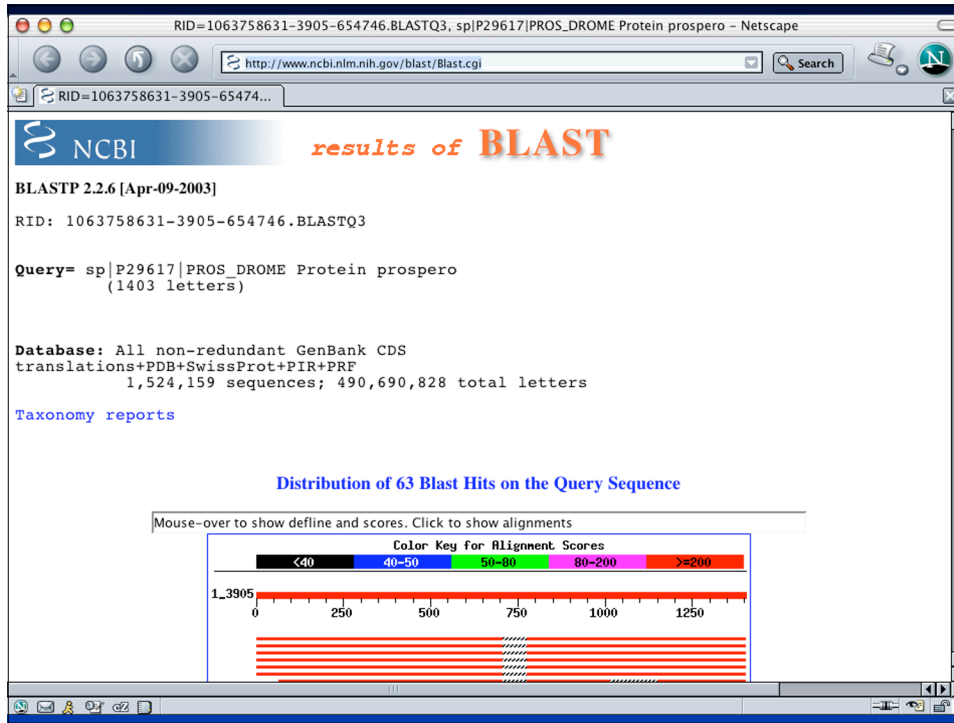 RID=1063758631-3905-654746.BLASTQ3, sp|P29617|PROS_DROME Protein prospero – Netscape
http://www.ncbi.nlm.nih.gov/blast/Blast.cgi
Search
N
RID=1063758631-3905-65474...
NCBI
results of BLAST
BLASTP 2.2.6 [Apr-09-2003]
RID: 1063758631-3905-654746.BLASTQ3
Query= sp|P29617|PROS_DROME Protein prospero
(1403 letters)
Database: All non-redundant GenBank CDS
translations+PDB+SwissProt+PIR+PRF
1,524,159 sequences; 490,690,828 total letters
Taxonomy reports
Distribution of 63 Blast Hits on the Query Sequence
Mouse-over to show defline and scores. Click to show alignments
Color Key for Alignment Scores
<40 40-50 50-80 80-200 >=200
1_3905
0 250 500 750 1000 1250